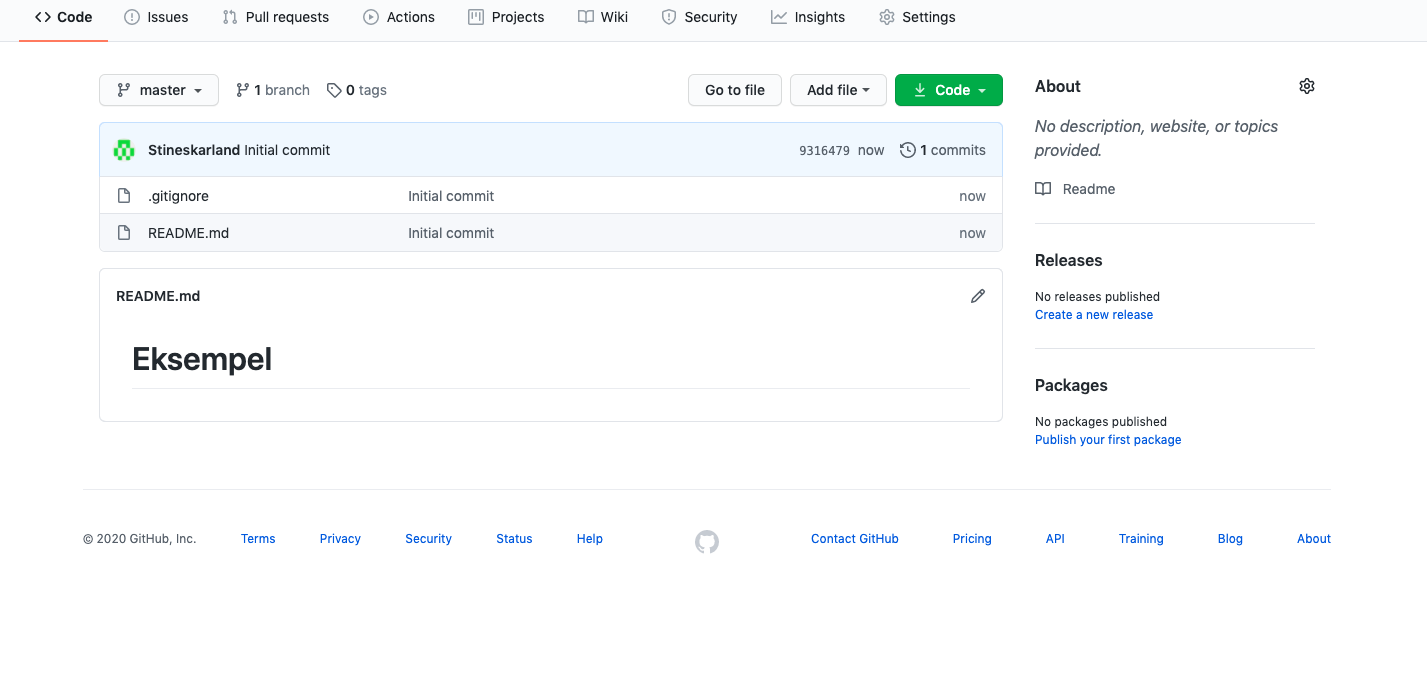 Code Issues Pull requests Actions Projects Wiki Security Insights Settings
master 1 branch 0 tags Go to file Add file Code
Stineskarland Initial commit 9316479 now 1 commits
.gitignore Initial commit now
README.md Initial commit now
README.md
Eksempel
About
No description, website, or topics
provided.
Readme
Releases
No releases published
Create a new release
Packages
No packages published
Publish your first package
© 2020 GitHub, Inc. Terms Privacy Security Status Help Contact GitHub Pricing API Training Blog About